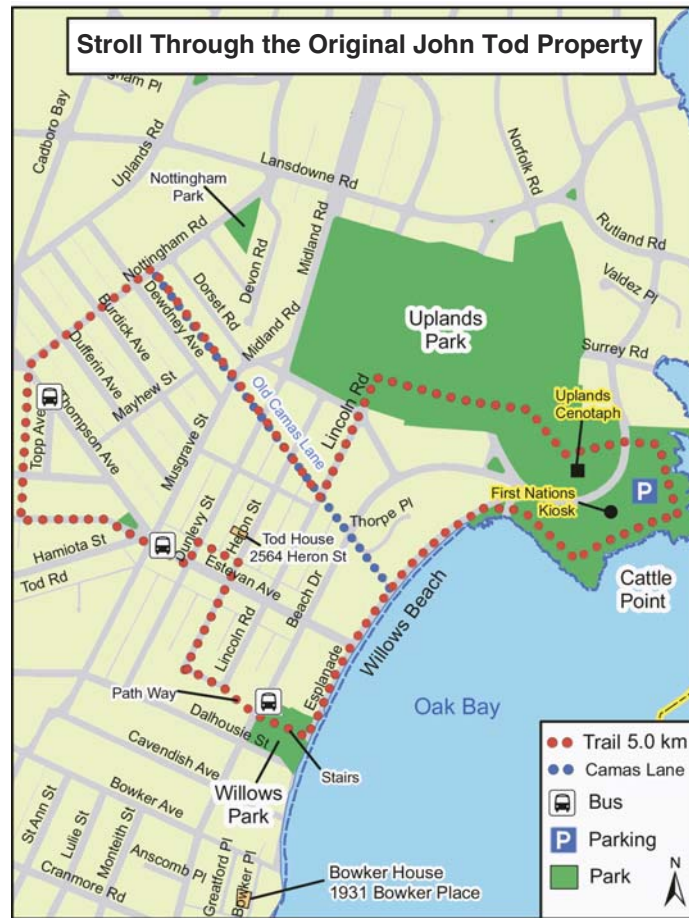 Stroll Through the Original John Tod Property
gham Pl
Cadboro Bay
Uplands Rd
Lansdowne Rd
Norfolk Rd
Rutland Rd
Valdez Pl
Nottingham
Park
Nottingham Rd
Devon Rd
Midland Rd
Dorset Rd
Dewdney Ave
Burdick Ave
Dufferin Ave
Mayhew St
Midland Rd
Uplands
Park
Surrey Rd
Uplands
Cenotaph
Lincoln Rd
Old Camas Lane
Topp Ave
Thompson Ave
Musgrave St
First Nations
Kiosk
P
Thorpe Pl
Dunlevy St
Heron St
Tod House
2564 Heron St
Hamiota St
Tod Rd
Estevan Ave
Cattle
Point
Beach Dr
Lincoln Rd
Willows Beach
Esplanade
Path Way
Oak Bay
Dalhousie St
Stairs
Cavendish Ave
Willows
Park
Bowker Ave
St Ann St
Lulie St
Monteith St
Anscomb Pl
Cranmore Rd
Greatford Pl
Bowker Pl
Bowker House
1931 Bowker Place
Trail 5.0 km
Camas Lane
Bus
P Parking
Park
N